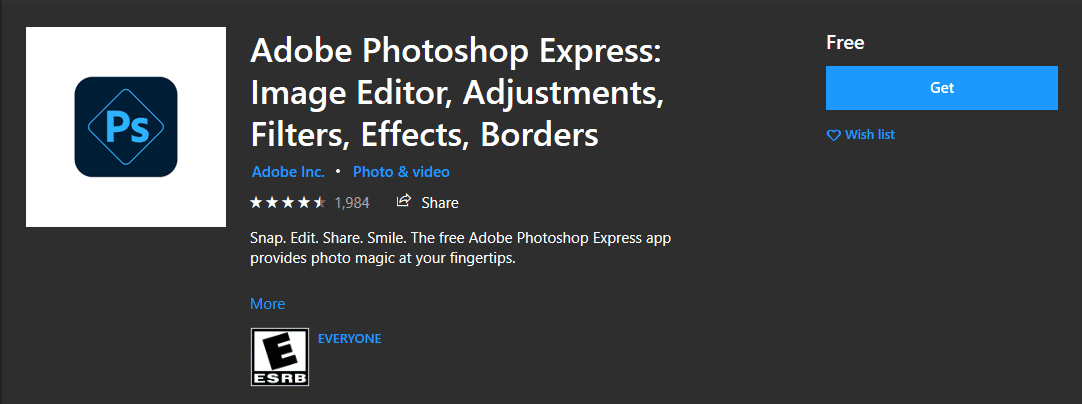 Ps
Adobe Photoshop Express:
Image Editor, Adjustments,
Filters, Effects, Borders
Adobe Inc. • Photo & video
1,984 Share
Snap. Edit. Share. Smile. The free Adobe Photoshop Express app
provides photo magic at your fingertips.
More
E
ESRB
EVERYONE
Free
Get
Wish list